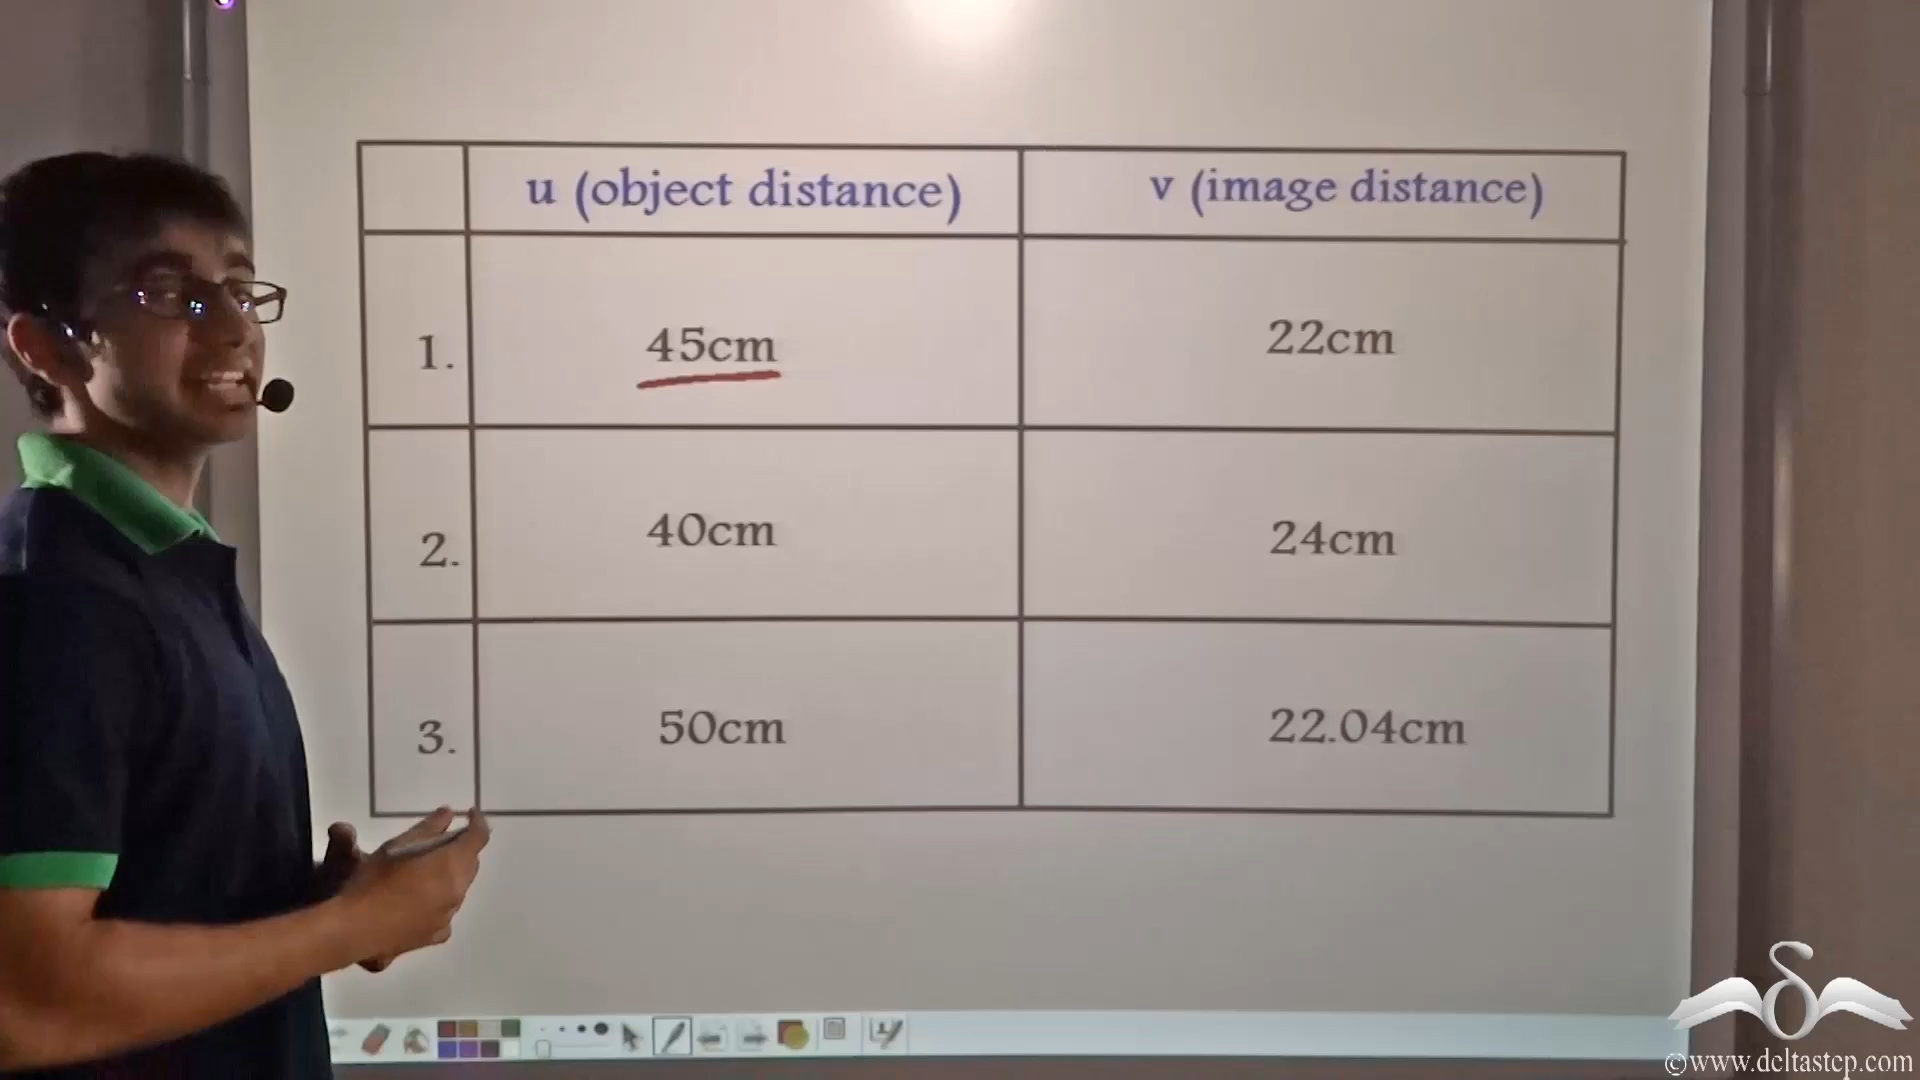 u (object distance) v (image distance)
1. 45cm 22cm
2. 40cm 24cm
3. 50cm 22.04cm
©www.deltastep.com